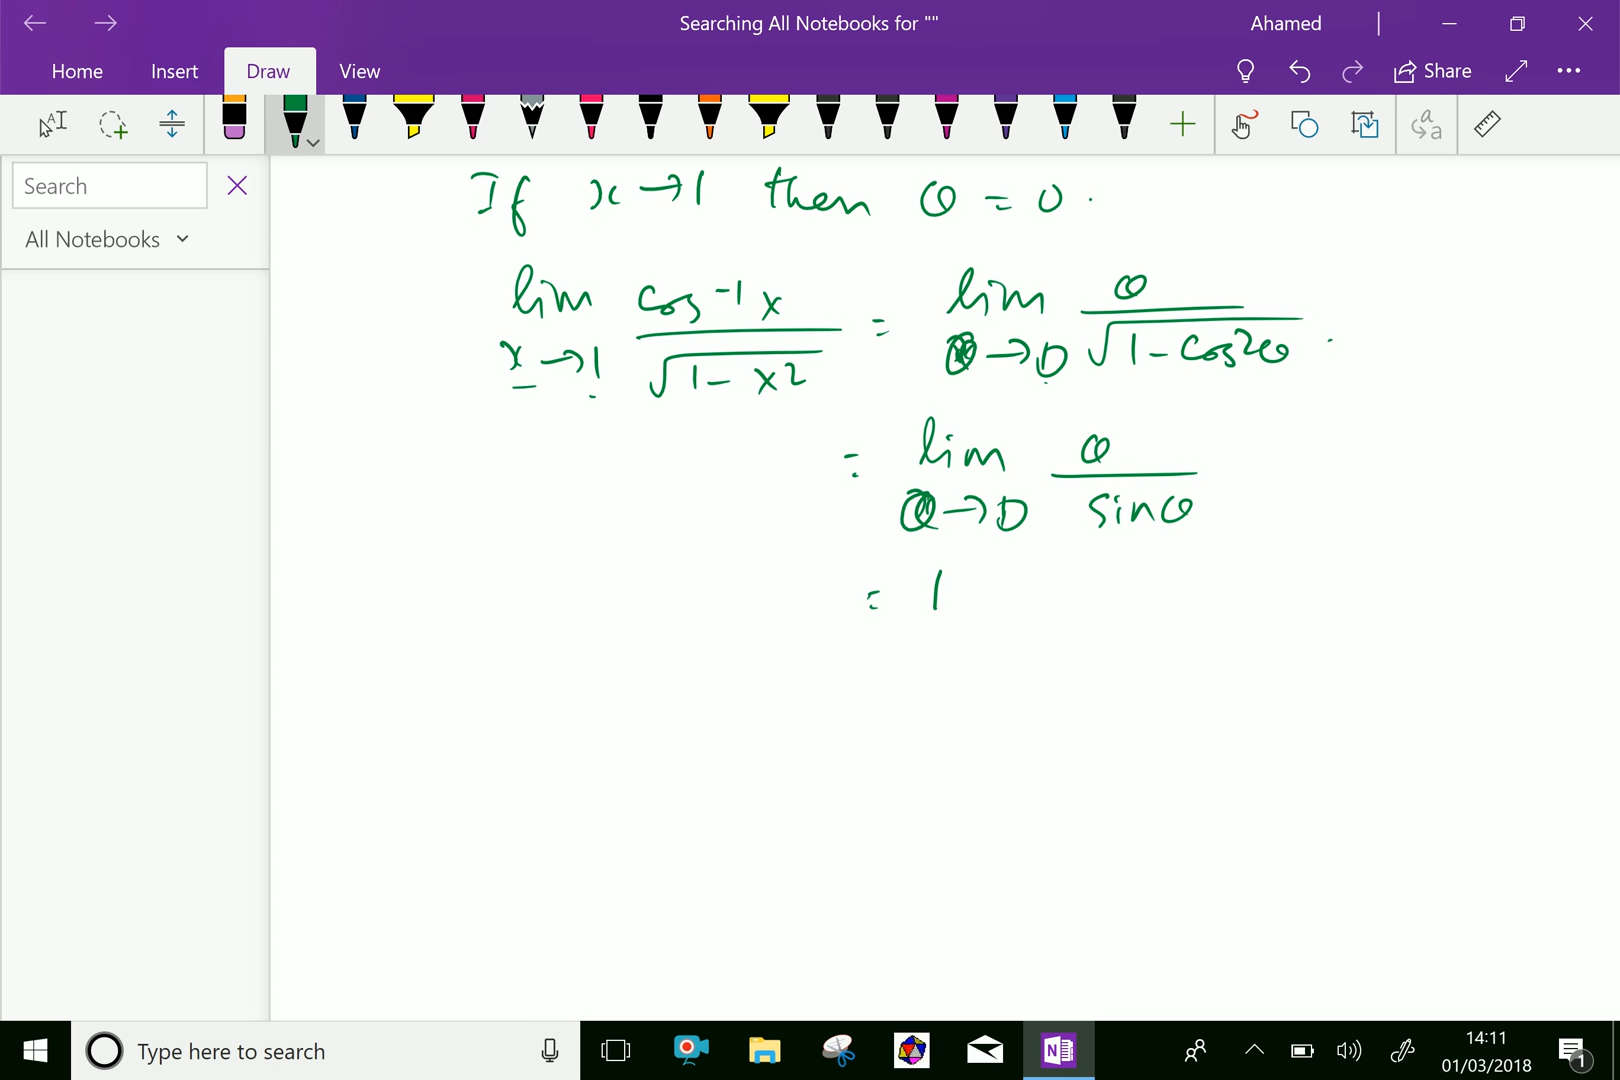 Searching All Notebooks for ""
Ahamed
Home Insert Draw View
Share
Search
All Notebooks
If x→1 then θ = 0.
lim x→1 cos⁻¹x / √(1-x²) = lim θ→0 θ / √(1-cos²θ).
= lim θ→0 θ / sinθ
= 1
Type here to search
14:11
01/03/2018
1